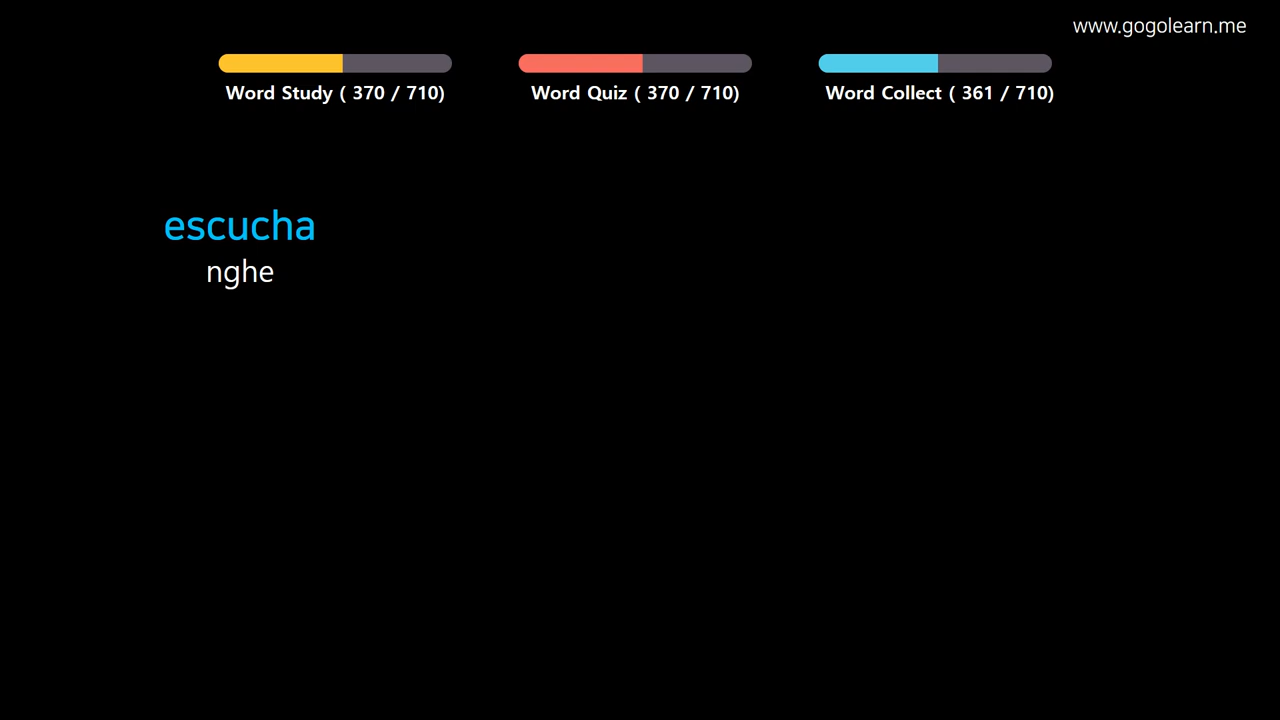 www.gogolearn.me
Word Study ( 370 / 710)
Word Quiz ( 370 / 710)
Word Collect ( 361 / 710)
escucha
nghe